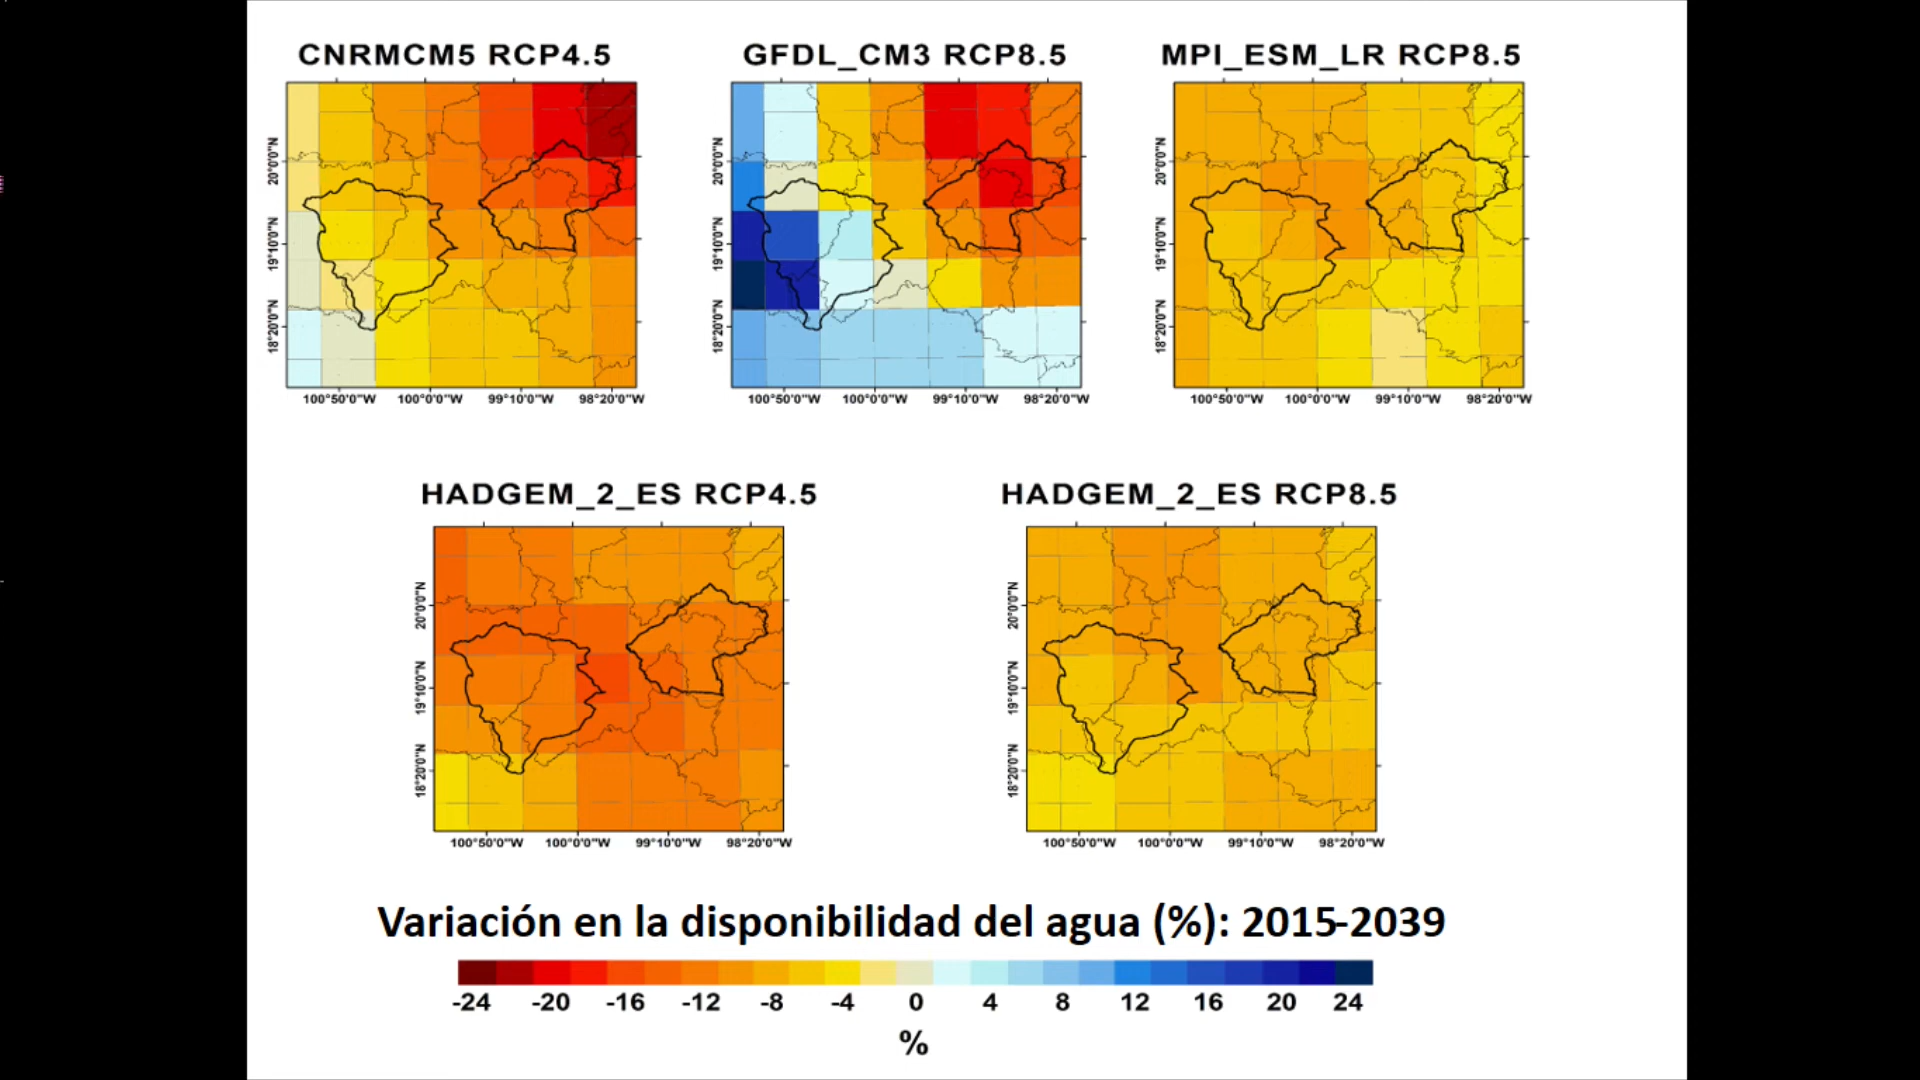 CNRMCM5 RCP4.5
GFDL_CM3 RCP8.5
MPI_ESM_LR RCP8.5
20°0'0"N
19°10'0"N
18°20'0"N
100°50'0"W 100°0'0"W 99°10'0"W 98°20'0"W
20°0'0"N
19°10'0"N
18°20'0"N
100°50'0"W 100°0'0"W 99°10'0"W 98°20'0"W
20°0'0"N
19°10'0"N
18°20'0"N
100°50'0"W 100°0'0"W 99°10'0"W 98°20'0"W
HADGEM_2_ES RCP4.5
HADGEM_2_ES RCP8.5
20°0'0"N
19°10'0"N
18°20'0"N
100°50'0"W 100°0'0"W 99°10'0"W 98°20'0"W
20°0'0"N
19°10'0"N
18°20'0"N
100°50'0"W 100°0'0"W 99°10'0"W 98°20'0"W
Variación en la disponibilidad del agua (%): 2015-2039
-24 -20 -16 -12 -8 -4 0 4 8 12 16 20 24
%